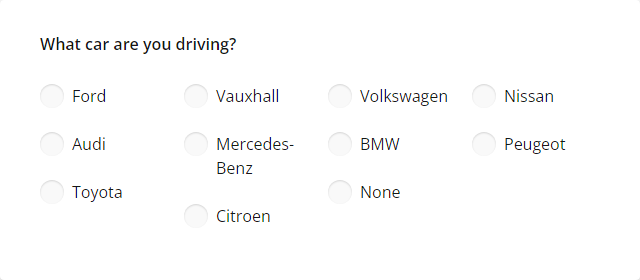 What car are you driving?
Ford
Vauxhall
Volkswagen
Nissan
Audi
Mercedes-
Benz
BMW
Peugeot
Toyota
Citroen
None